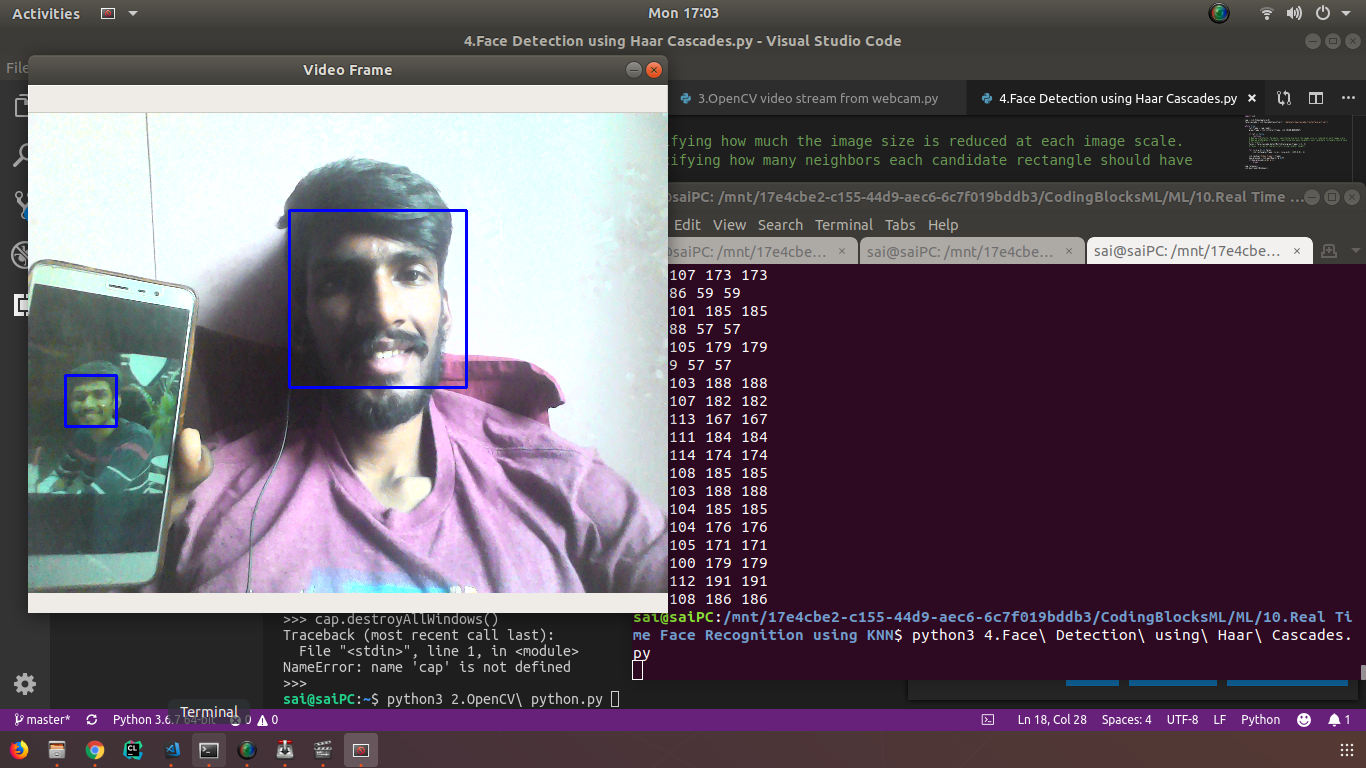 Activities
Mon 17:03
4.Face Detection using Haar Cascades.py - Visual Studio Code
File
Video Frame
3.OpenCV video stream from webcam.py
4.Face Detection using Haar Cascades.py
ifying how much the image size is reduced at each image scale.
ifying how many neighbors each candidate rectangle should have
saiPC: /mnt/17e4cbe2-c155-44d9-aec6-6c7f019bddb3/CodingBlocksML/ML/10.Real Time ...
Edit View Search Terminal Tabs Help
saiPC: /mnt/17e4cbe...
sai@saiPC: /mnt/17e4cbe...
sai@saiPC: /mnt/17e4cbe...
107 173 173
86 59 59
101 185 185
88 57 57
105 179 179
9 57 57
103 188 188
107 182 182
113 167 167
111 184 184
114 174 174
108 185 185
103 188 188
104 185 185
104 176 176
105 171 171
100 179 179
112 191 191
108 186 186
sai@saiPC:/mnt/17e4cbe2-c155-44d9-aec6-6c7f019bddb3/CodingBlocksML/ML/10.Real Ti
me Face Recognition using KNN$ python3 4.Face\ Detection\ using\ Haar\ Cascades.
py
>>> cap.destroyAllWindows()
Traceback (most recent call last):
File "<stdin>", line 1, in <module>
NameError: name 'cap' is not defined
>>>
sai@saiPC:~$ python3 2.OpenCV\ python.py
Terminal
master*
Python 3.6.7 64-bit
0
0
Ln 18, Col 28
Spaces: 4
UTF-8
LF
Python
1